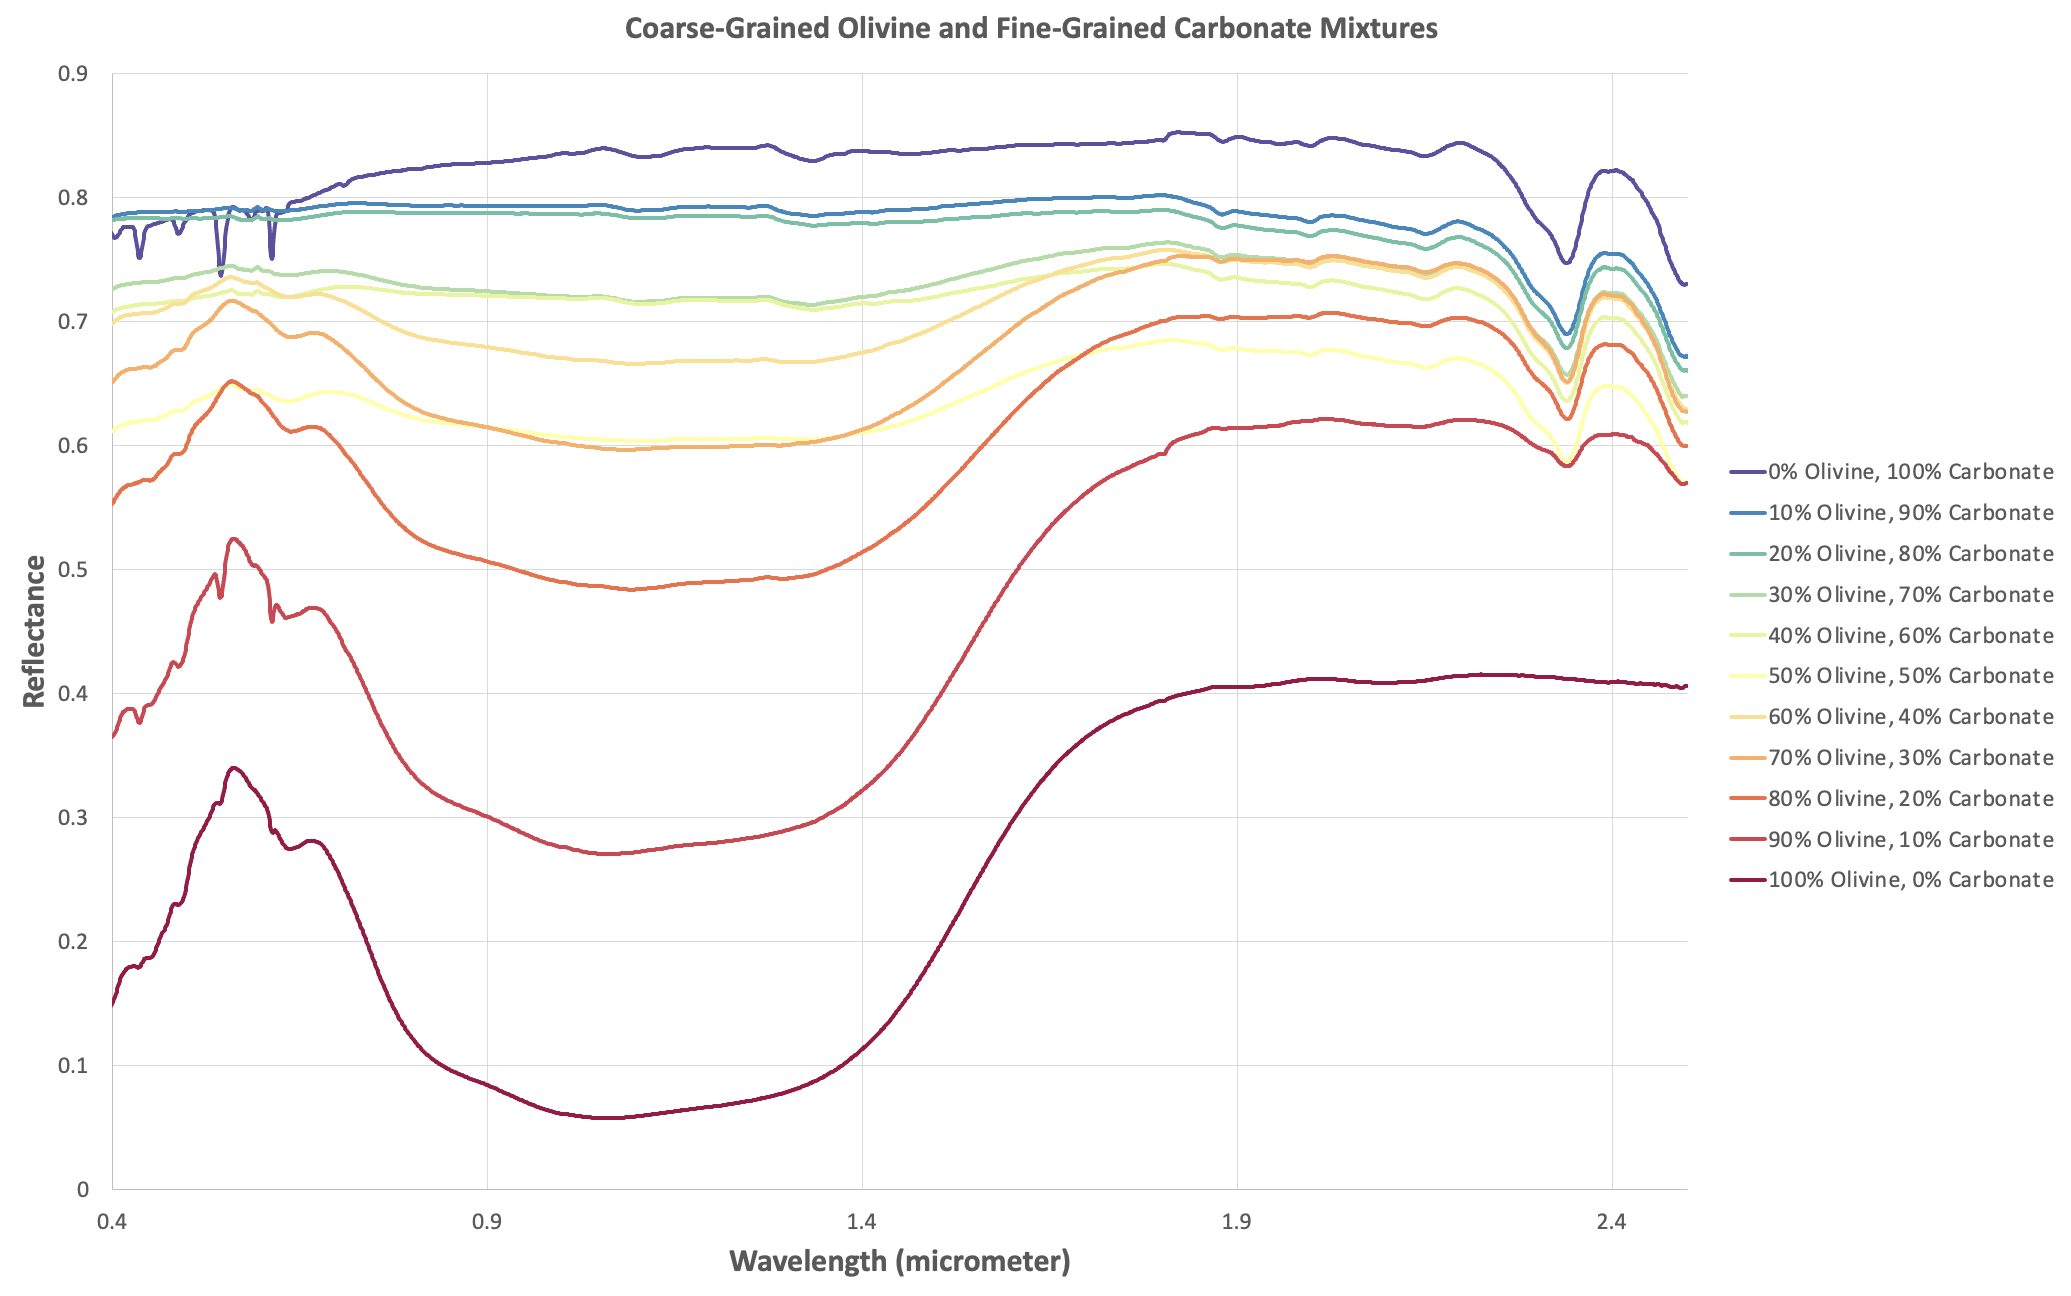 Coarse-Grained Olivine and Fine-Grained Carbonate Mixtures
0.9
0.8
0.7
0.6
0.5
0.4
0.3
0.2
0.1
0
Reflectance
0.4
0.9
1.4
1.9
2.4
Wavelength (micrometer)
0% Olivine, 100% Carbonate
10% Olivine, 90% Carbonate
20% Olivine, 80% Carbonate
30% Olivine, 70% Carbonate
40% Olivine, 60% Carbonate
50% Olivine, 50% Carbonate
60% Olivine, 40% Carbonate
70% Olivine, 30% Carbonate
80% Olivine, 20% Carbonate
90% Olivine, 10% Carbonate
100% Olivine, 0% Carbonate